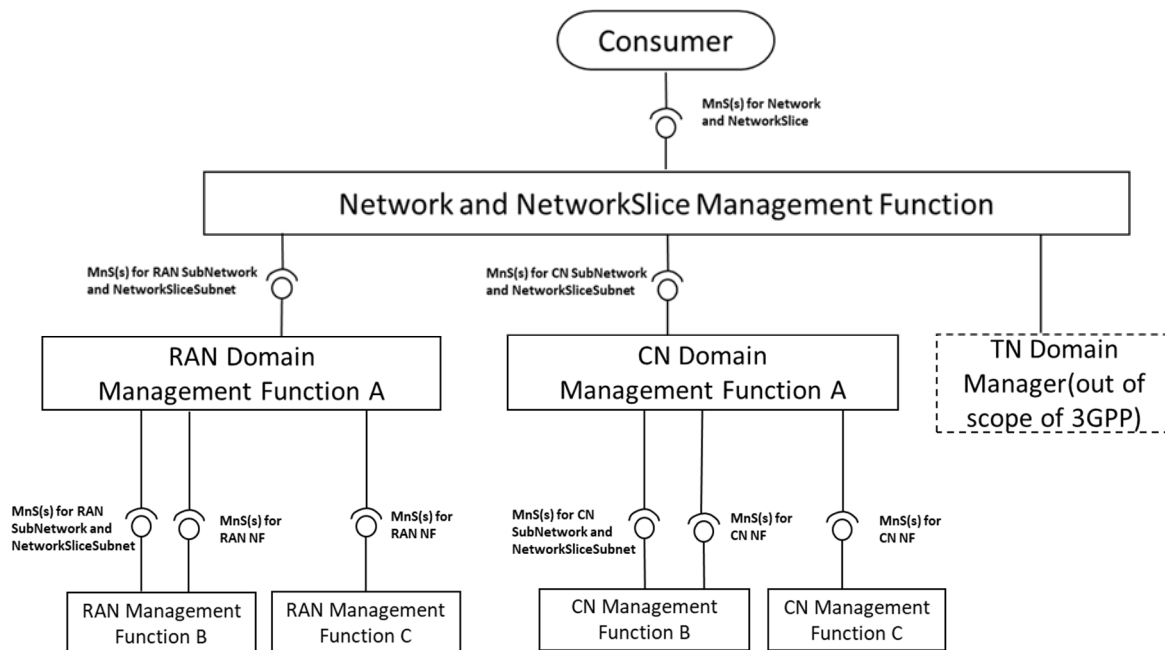 Consumer
MnS(s) for Network
and NetworkSlice
Network and NetworkSlice Management Function
MnS(s) for RAN SubNetwork
and NetworkSliceSubnet
MnS(s) for CN SubNetwork
and NetworkSliceSubnet
RAN Domain
Management Function A
CN Domain
Management Function A
TN Domain
Manager(out of
scope of 3GPP)
MnS(s) for RAN
SubNetwork and
NetworkSliceSubnet
MnS(s) for
RAN NF
MnS(s) for
RAN NF
MnS(s) for CN
SubNetwork and
NetworkSliceSubnet
MnS(s) for
CN NF
MnS(s) for
CN NF
RAN Management
Function B
RAN Management
Function C
CN Management
Function B
CN Management
Function C